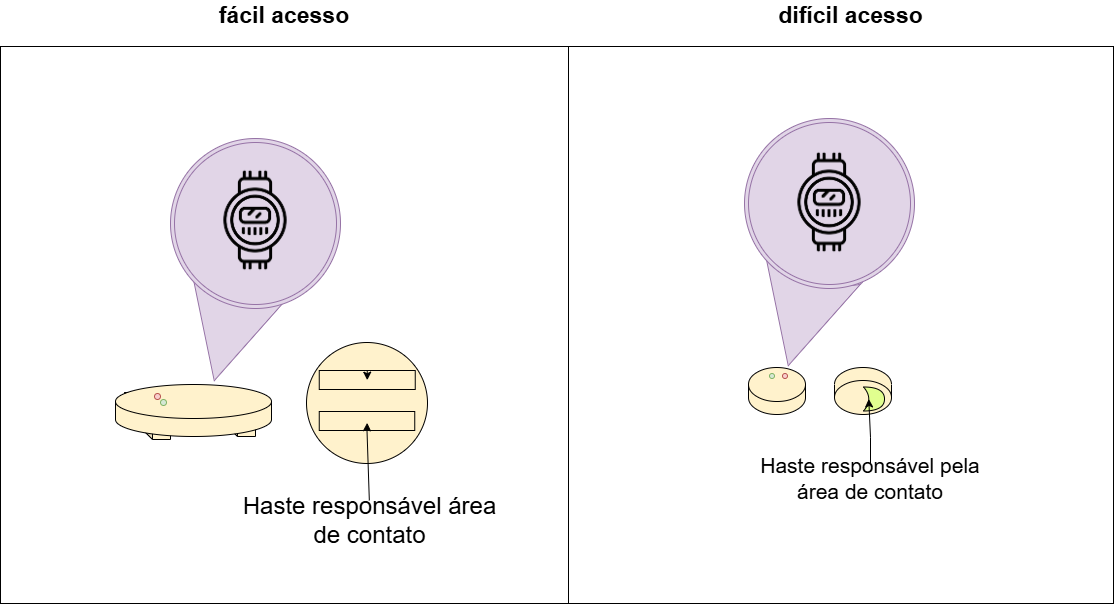 fácil acesso
difícil acesso
Haste responsável área
de contato
Haste responsável pela
área de contato